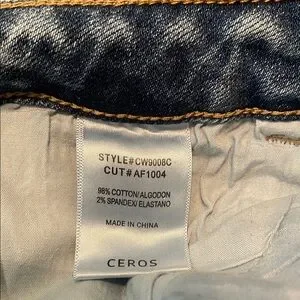 STYLE#CW9008C
CUT# AF1004
98% COTTON/ALGODON
2% SPANDEX/ELASTANO
MADE IN CHINA
CEROS